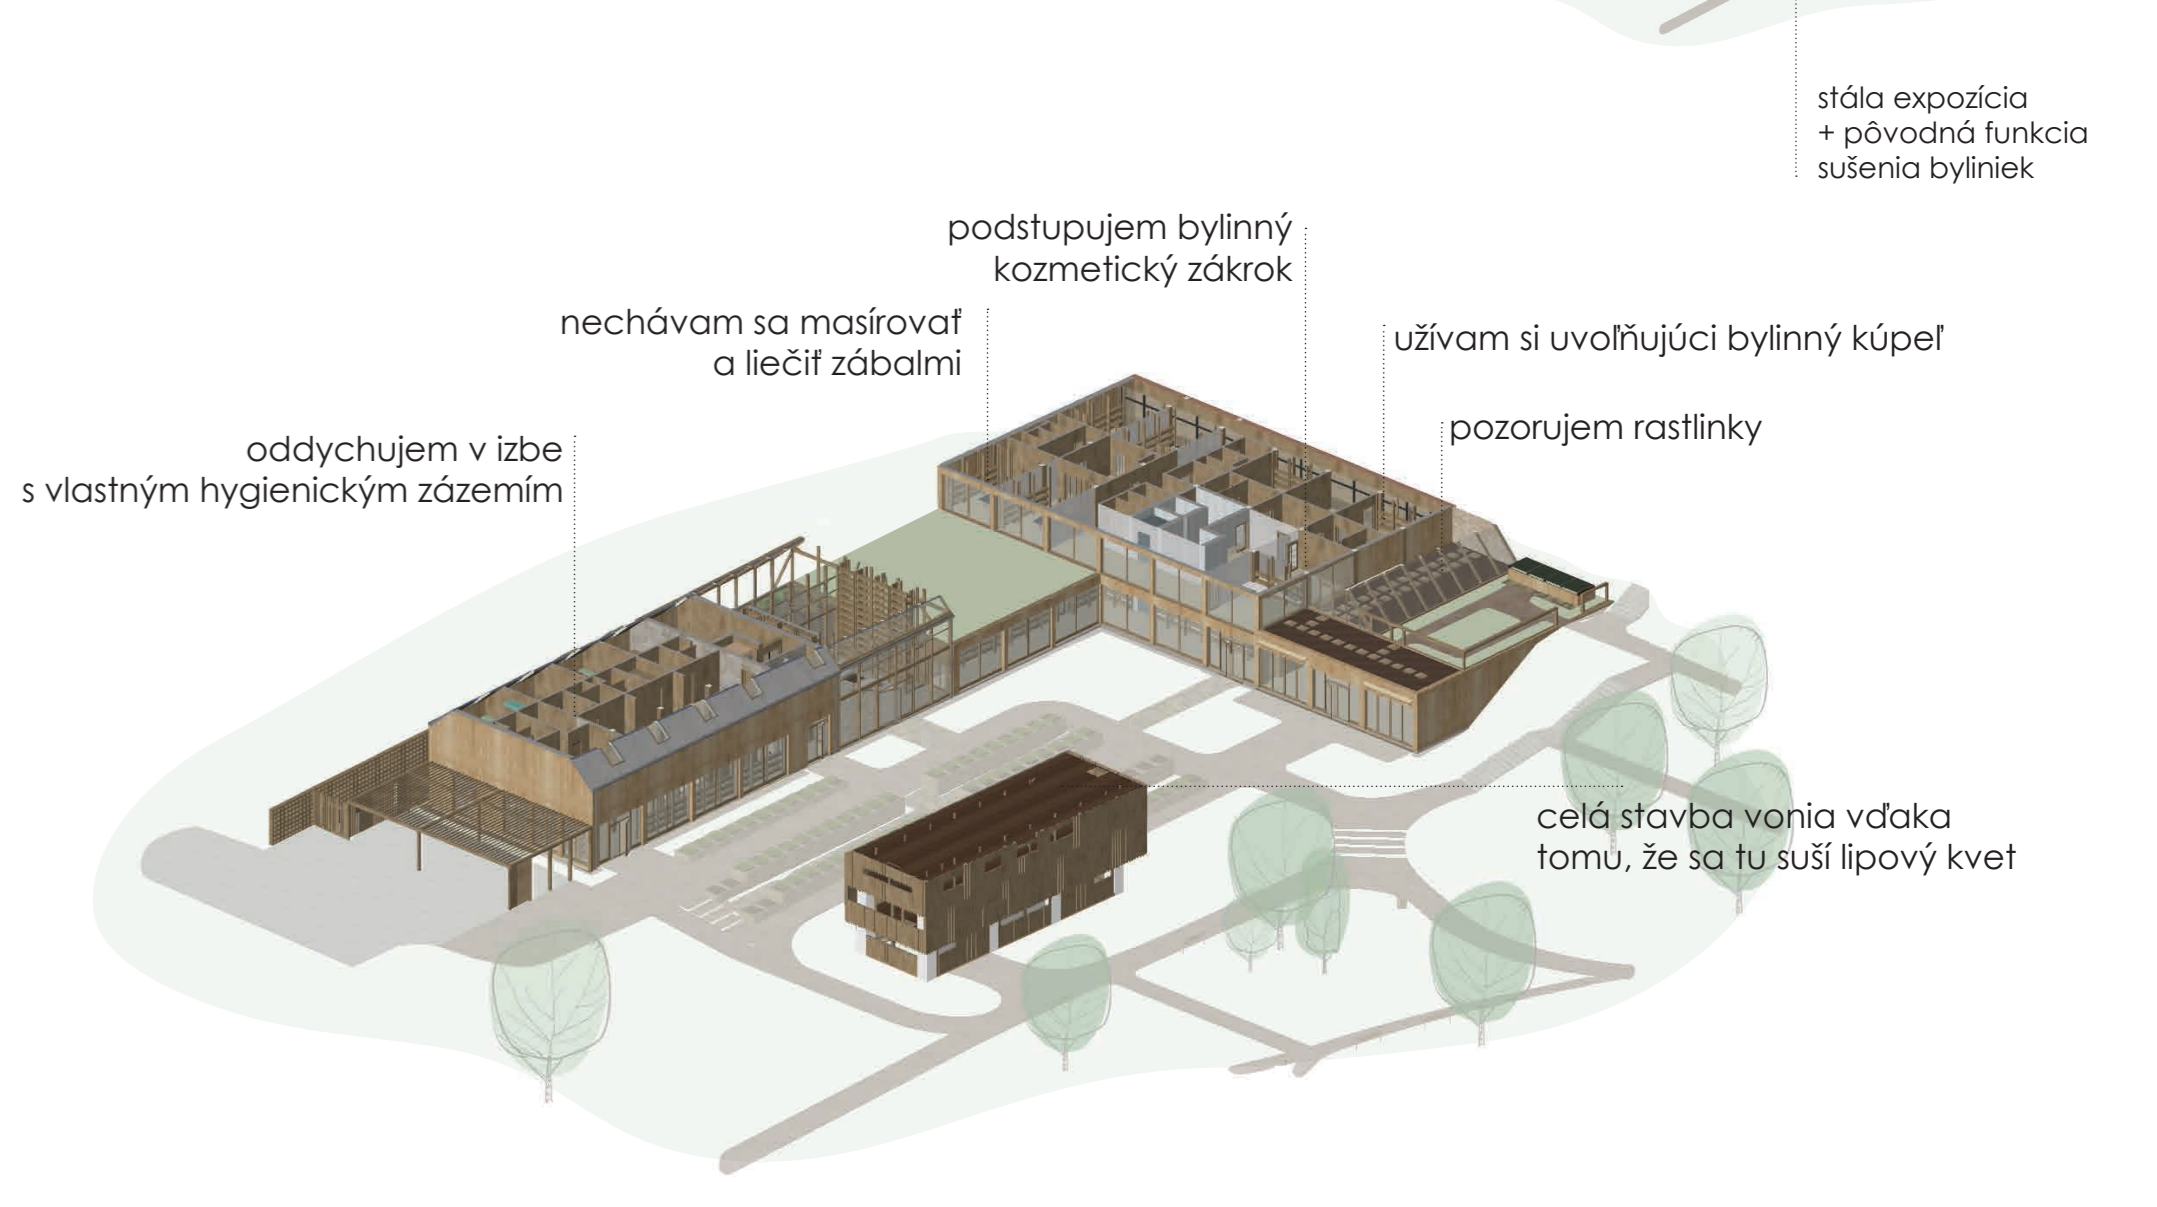 stála expozícia
+ pôvodná funkcia
sušenia byliniek
podstupujem bylinný
kozmetický zákrok
nechávam sa masírovať
a liečiť zábalmi
užívam si uvoľňujúci bylinný kúpeľ
pozorujem rastlinky
oddychujem v izbe
s vlastným hygienickým zázemím
celá stavba vonia vďaka
tomu, že sa tu suší lipový kvet